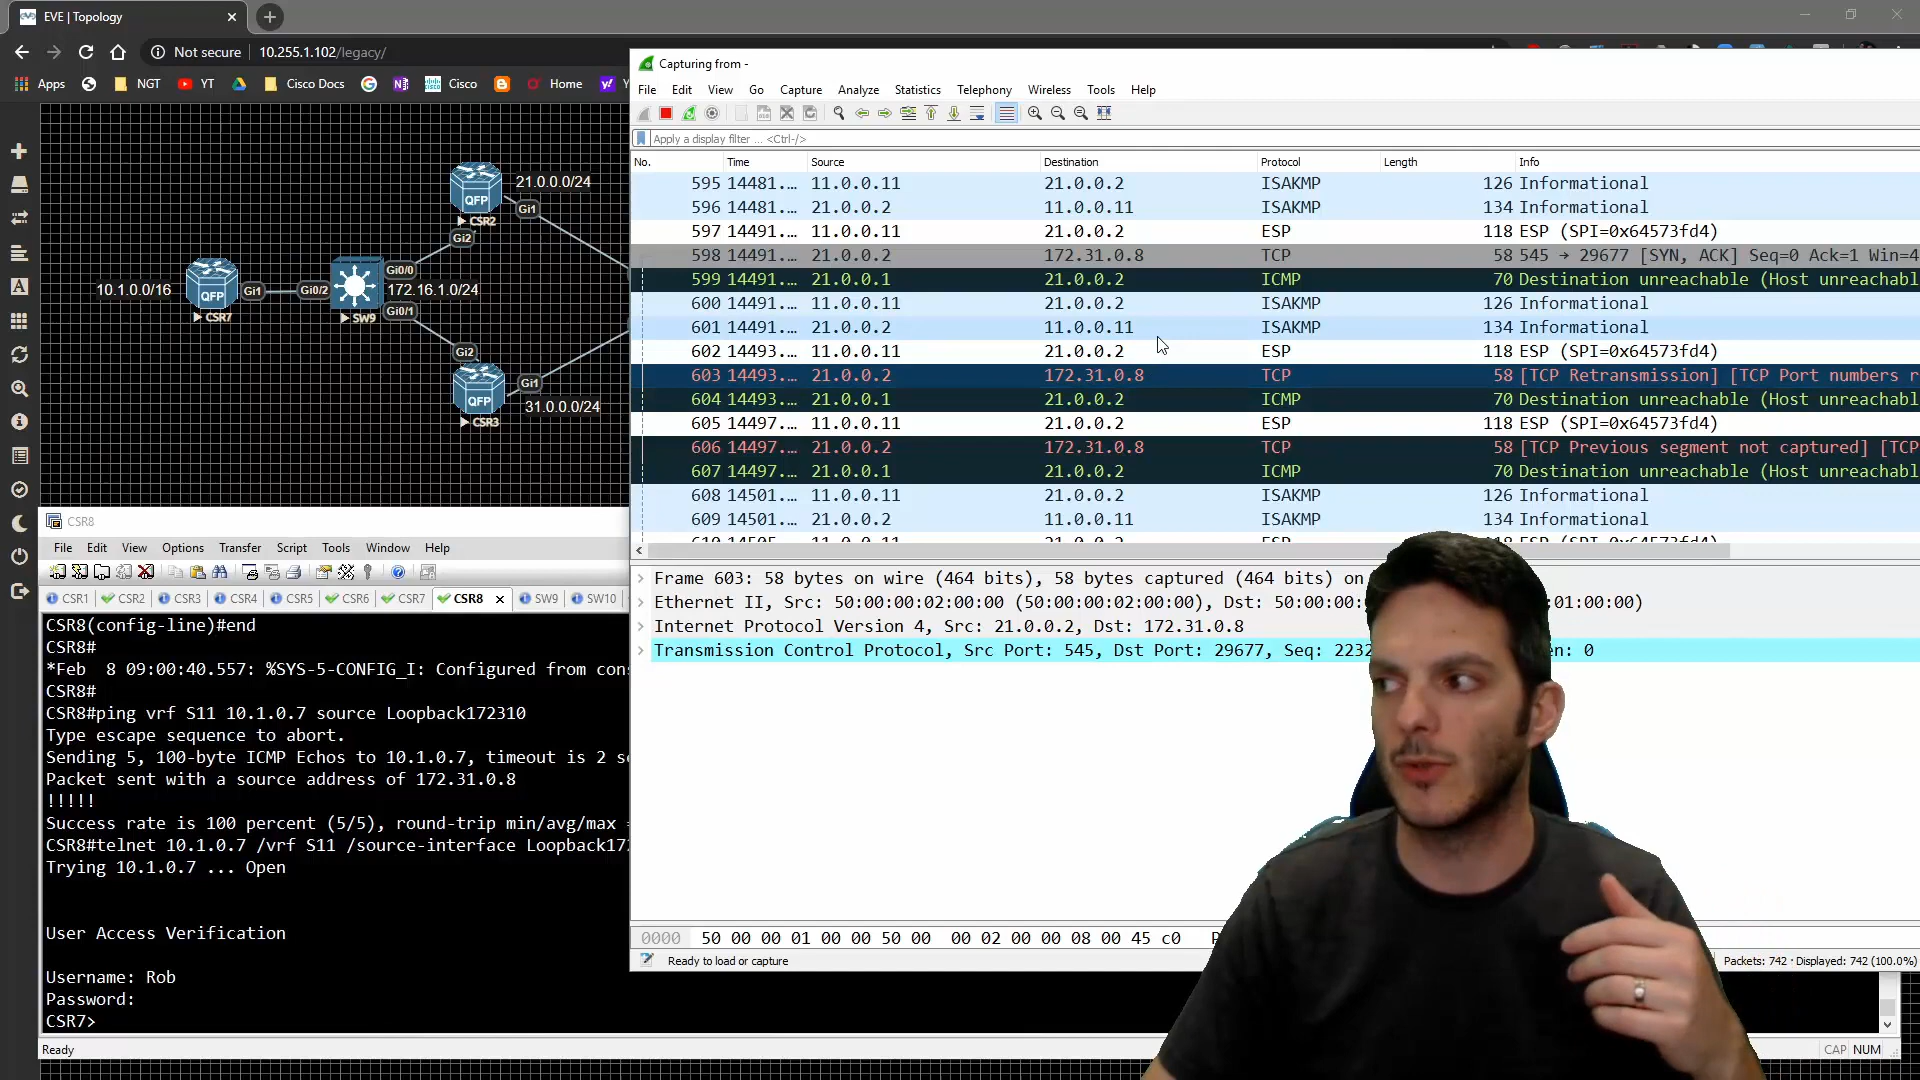 EVE | Topology
Not secure
10.255.1.102/legacy/
Apps
NGT
YT
Cisco Docs
Cisco
Home
21.0.0.0/24
QFP
CSR2
Gi1
Gi2
10.1.0.0/16
QFP
CSR7
Gi1
Gi0/2
Gi0/0
172.16.1.0/24
Gi0/1
SW9
Gi2
QFP
CSR3
Gi1
31.0.0.0/24
Capturing from -
File Edit View Go Capture Analyze Statistics Telephony Wireless Tools Help
Apply a display filter ... <Ctrl-/>
No. Time Source Destination Protocol Length Info
595 14481.… 11.0.0.11 21.0.0.2 ISAKMP 126 Informational
596 14481.… 21.0.0.2 11.0.0.11 ISAKMP 134 Informational
597 14491.… 11.0.0.11 21.0.0.2 ESP 118 ESP (SPI=0x64573fd4)
598 14491.… 21.0.0.2 172.31.0.8 TCP 58 545 → 29677 [SYN, ACK] Seq=0 Ack=1 Win=4
599 14491.… 21.0.0.1 21.0.0.2 ICMP 70 Destination unreachable (Host unreachabl
600 14491.… 11.0.0.11 21.0.0.2 ISAKMP 126 Informational
601 14491.… 21.0.0.2 11.0.0.11 ISAKMP 134 Informational
602 14493.… 11.0.0.11 21.0.0.2 ESP 118 ESP (SPI=0x64573fd4)
603 14493.… 21.0.0.2 172.31.0.8 TCP 58 [TCP Retransmission] [TCP Port numbers r
604 14493.… 21.0.0.1 21.0.0.2 ICMP 70 Destination unreachable (Host unreachabl
605 14497.… 11.0.0.11 21.0.0.2 ESP 118 ESP (SPI=0x64573fd4)
606 14497.… 21.0.0.2 172.31.0.8 TCP 58 [TCP Previous segment not captured] [TCP
607 14497.… 21.0.0.1 21.0.0.2 ICMP 70 Destination unreachable (Host unreachabl
608 14501.… 11.0.0.11 21.0.0.2 ISAKMP 126 Informational
609 14501.… 21.0.0.2 11.0.0.11 ISAKMP 134 Informational
Frame 603: 58 bytes on wire (464 bits), 58 bytes captured (464 bits) on
Ethernet II, Src: 50:00:00:02:00:00 (50:00:00:02:00:00), Dst: 50:00:00: 01:00:00)
Internet Protocol Version 4, Src: 21.0.0.2, Dst: 172.31.0.8
Transmission Control Protocol, Src Port: 545, Dst Port: 29677, Seq: 2232 en: 0
0000 50 00 00 01 00 00 50 00 00 02 00 00 08 00 45 c0
Ready to load or capture
Packets: 742 · Displayed: 742 (100.0%)
CSR8
File Edit View Options Transfer Script Tools Window Help
CSR1 CSR2 CSR3 CSR4 CSR5 CSR6 CSR7 CSR8 SW9 SW10
CSR8(config-line)#end
CSR8#
*Feb 8 09:00:40.557: %SYS-5-CONFIG_I: Configured from cons
CSR8#
CSR8#ping vrf S11 10.1.0.7 source Loopback172310
Type escape sequence to abort.
Sending 5, 100-byte ICMP Echos to 10.1.0.7, timeout is 2 se
Packet sent with a source address of 172.31.0.8
!!!!!
Success rate is 100 percent (5/5), round-trip min/avg/max =
CSR8#telnet 10.1.0.7 /vrf S11 /source-interface Loopback172
Trying 10.1.0.7 ... Open
User Access Verification
Username: Rob
Password:
CSR7>
Ready
CAP NUM